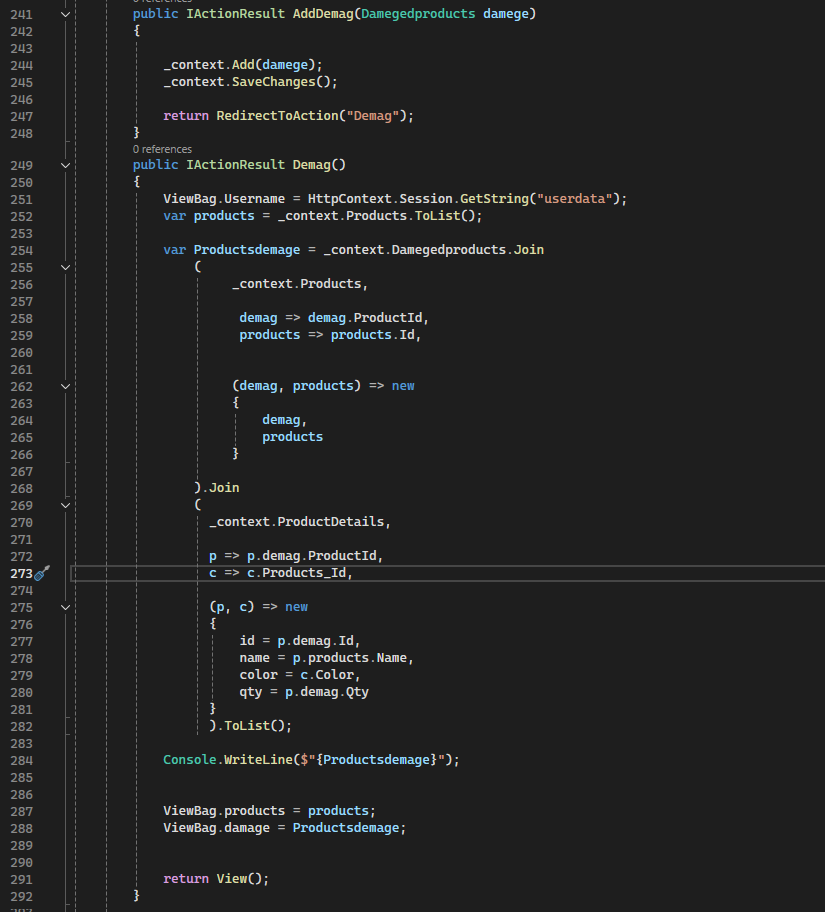 241 public IActionResult AddDemag(Damegedproducts damege)
242 {
243
244 _context.Add(damege);
245 _context.SaveChanges();
246
247 return RedirectToAction("Demag");
248 }
0 references
249 public IActionResult Demag()
250 {
251 ViewBag.Username = HttpContext.Session.GetString("userdata");
252 var products = _context.Products.ToList();
253
254 var Productsdemage = _context.Damegedproducts.Join
255 (
256 _context.Products,
257
258 demag => demag.ProductId,
259 products => products.Id,
260
261
262 (demag, products) => new
263 {
264 demag,
265 products
266 }
267
268 ).Join
269 (
270 _context.ProductDetails,
271
272 p => p.demag.ProductId,
273 c => c.Products_Id,
274
275 (p, c) => new
276 {
277 id = p.demag.Id,
278 name = p.products.Name,
279 color = c.Color,
280 qty = p.demag.Qty
281 }
282 ).ToList();
283
284 Console.WriteLine($"{Productsdemage}");
285
286
287 ViewBag.products = products;
288 ViewBag.damage = Productsdemage;
289
290
291 return View();
292 }